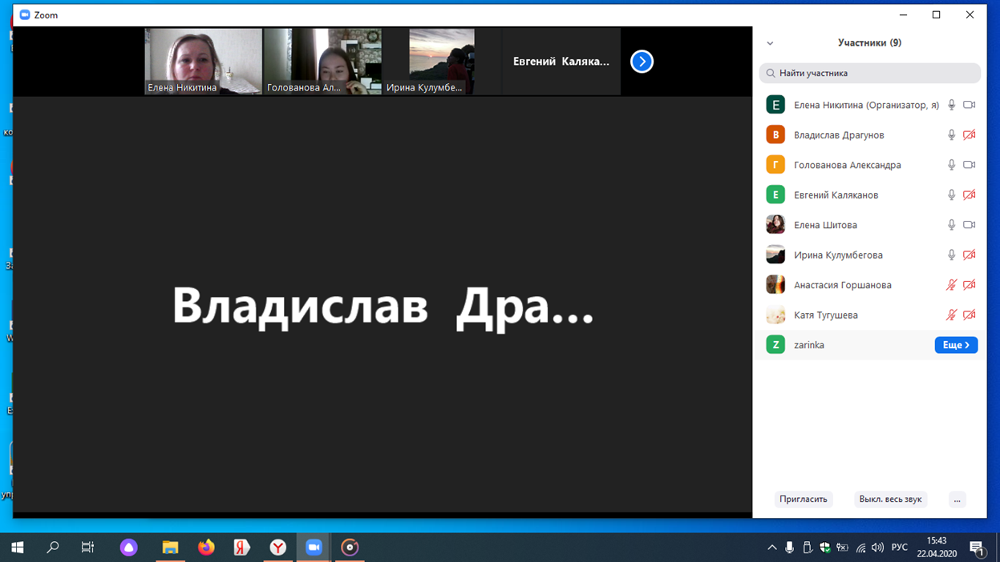 Zoom
Елена Никитина
Голованова Ал...
Ирина Кулумбе...
Евгений Каляка...
Владислав Дра...
Участники (9)
Найти участника
Е Елена Никитина (Организатор, я)
В Владислав Драгунов
Г Голованова Александра
Е Евгений Каляканов
Елена Шитова
Ирина Кулумбегова
Анастасия Горшанова
Катя Тугушева
Z zarinka Еще
Пригласить Выкл. весь звук ...
РУС
15:43
22.04.2020
1